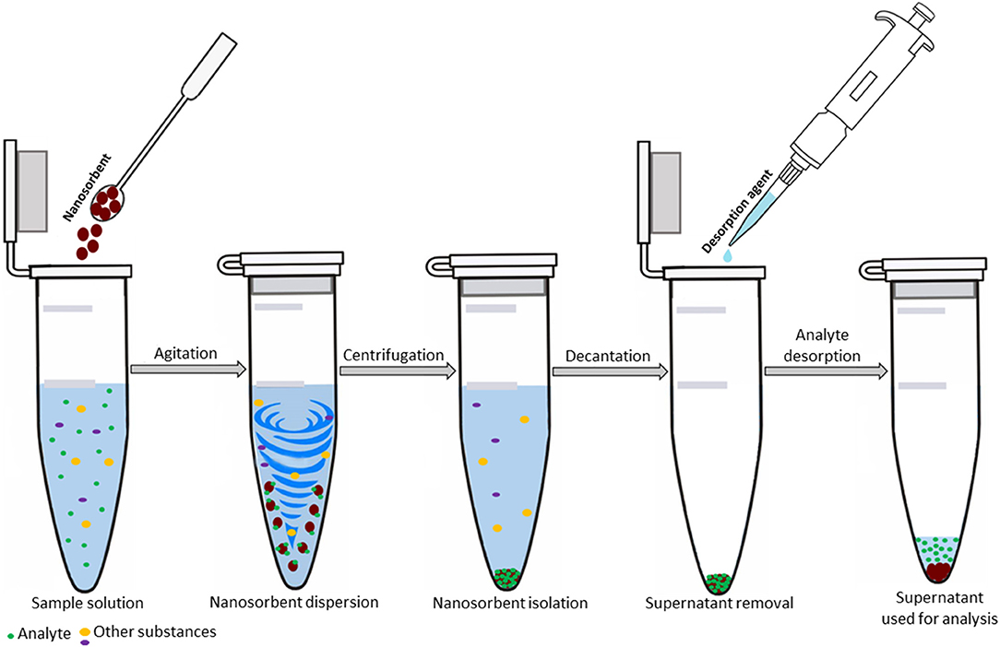 Nanosorbent
Desorption agent
Agitation
Centrifugation
Decantation
Analyte
desorption
Sample solution
Nanosorbent dispersion
Nanosorbent isolation
Supernatant removal
Supernatant
used for analysis
Analyte
Other substances